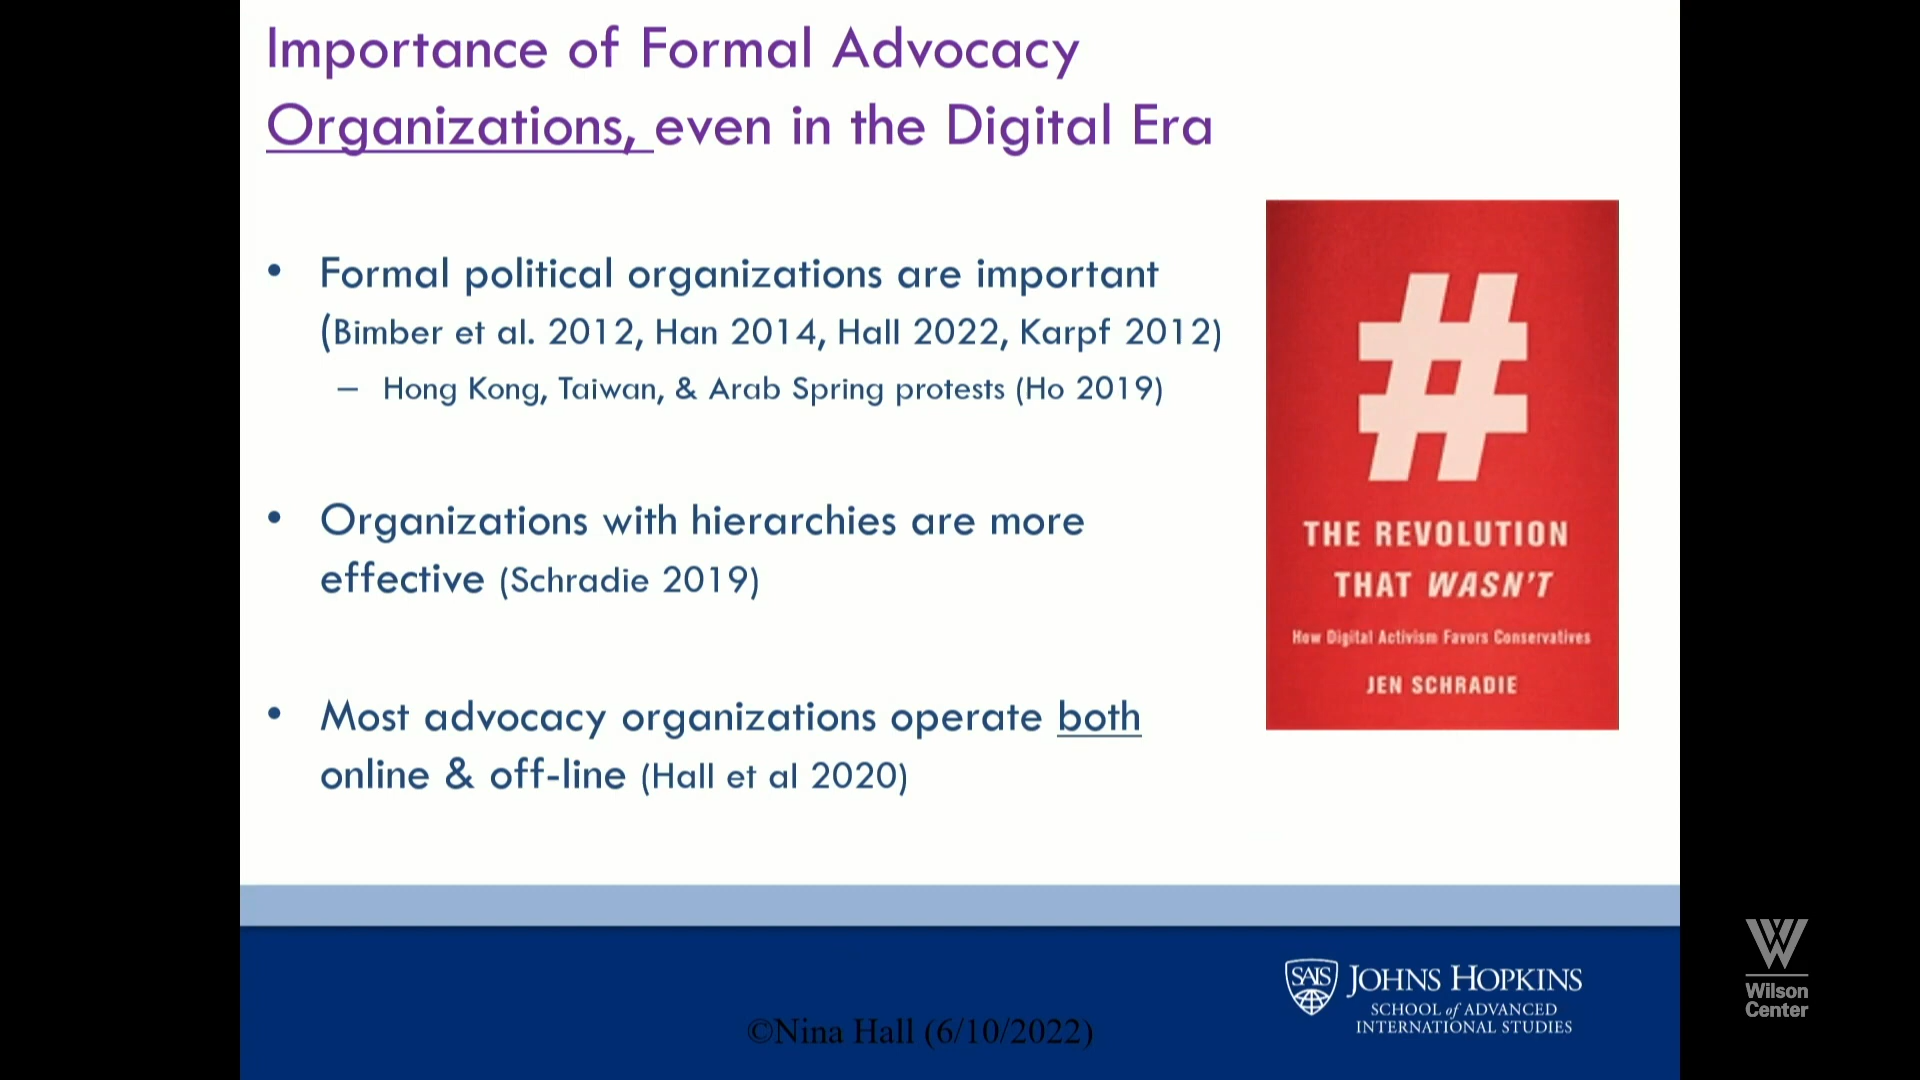 Importance of Formal Advocacy
Organizations, even in the Digital Era
• Formal political organizations are important
(Bimber et al. 2012, Han 2014, Hall 2022, Karpf 2012)
– Hong Kong, Taiwan, & Arab Spring protests (Ho 2019)
• Organizations with hierarchies are more
effective (Schradie 2019)
• Most advocacy organizations operate both
online & off-line (Hall et al 2020)
#
THE REVOLUTION
THAT WASN'T
How Digital Activism Favors Conservatives
JEN SCHRADIE
SAIS
JOHNS HOPKINS
SCHOOL of ADVANCED
INTERNATIONAL STUDIES
©Nina Hall (6/10/2022)
W
Wilson
Center